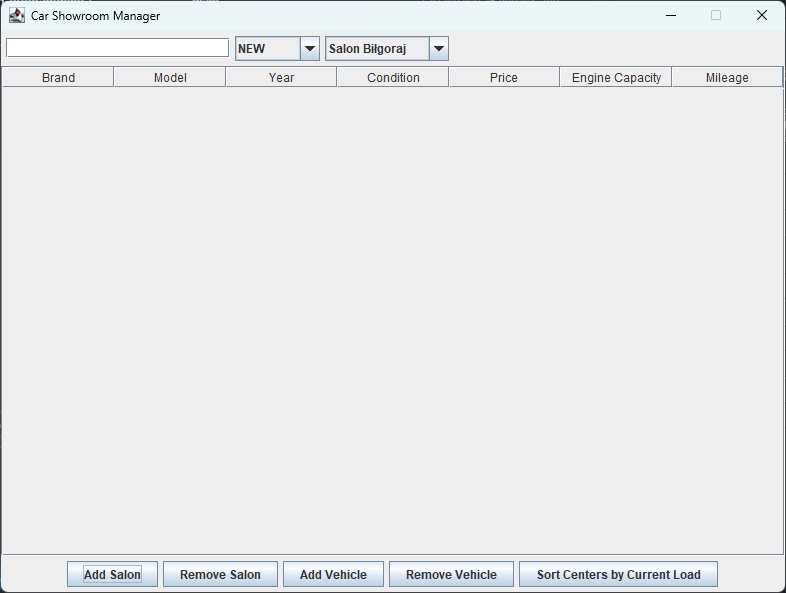 Car Showroom Manager
NEW Salon Bilgoraj
Brand Model Year Condition Price Engine Capacity Mileage
Add Salon Remove Salon Add Vehicle Remove Vehicle Sort Centers by Current Load